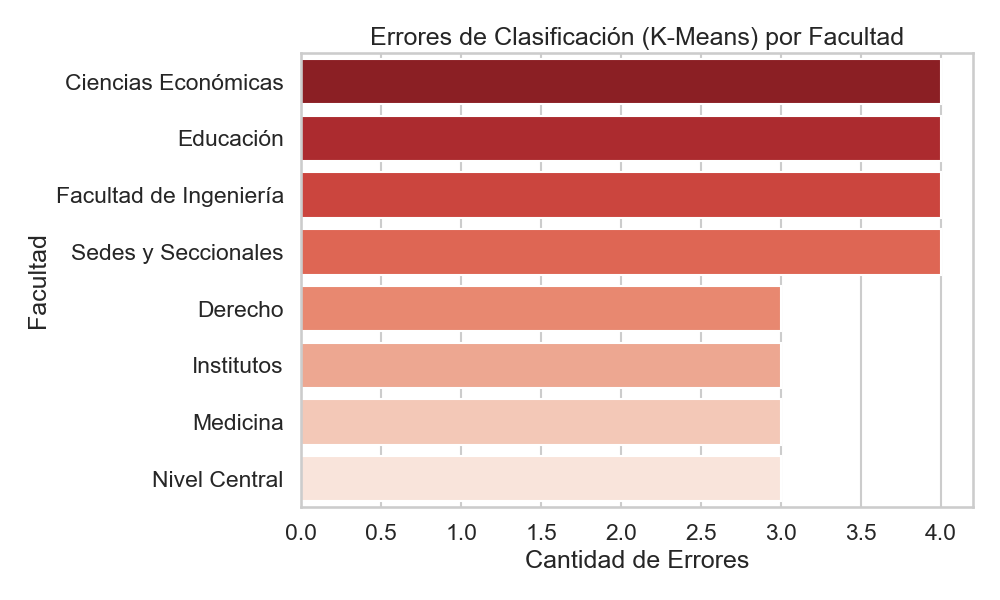 Errores de Clasificación (K-Means) por Facultad
Facultad
Ciencias Económicas
Educación
Facultad de Ingeniería
Sedes y Seccionales
Derecho
Institutos
Medicina
Nivel Central
0.0 0.5 1.0 1.5 2.0 2.5 3.0 3.5 4.0
Cantidad de Errores